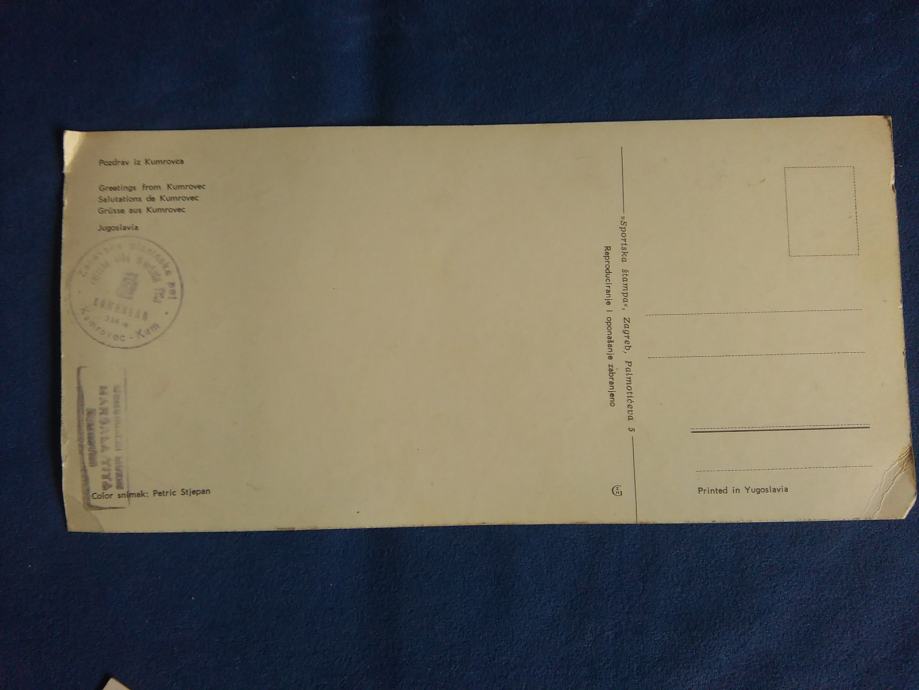 Pozdrav iz Kumrovca
Greetings from Kumrovec
Salutations de Kumrovec
Grüsse aus Kumrovec
Jugoslavia
Kumrovec - Kum
MARŠALA TITA
Color snimak: Petric Stjepan
»Sportska štampa«, Zagreb, Palmotićeva 5
Reproduciranje i oponašanje zabranjeno
Printed in Yugoslavia